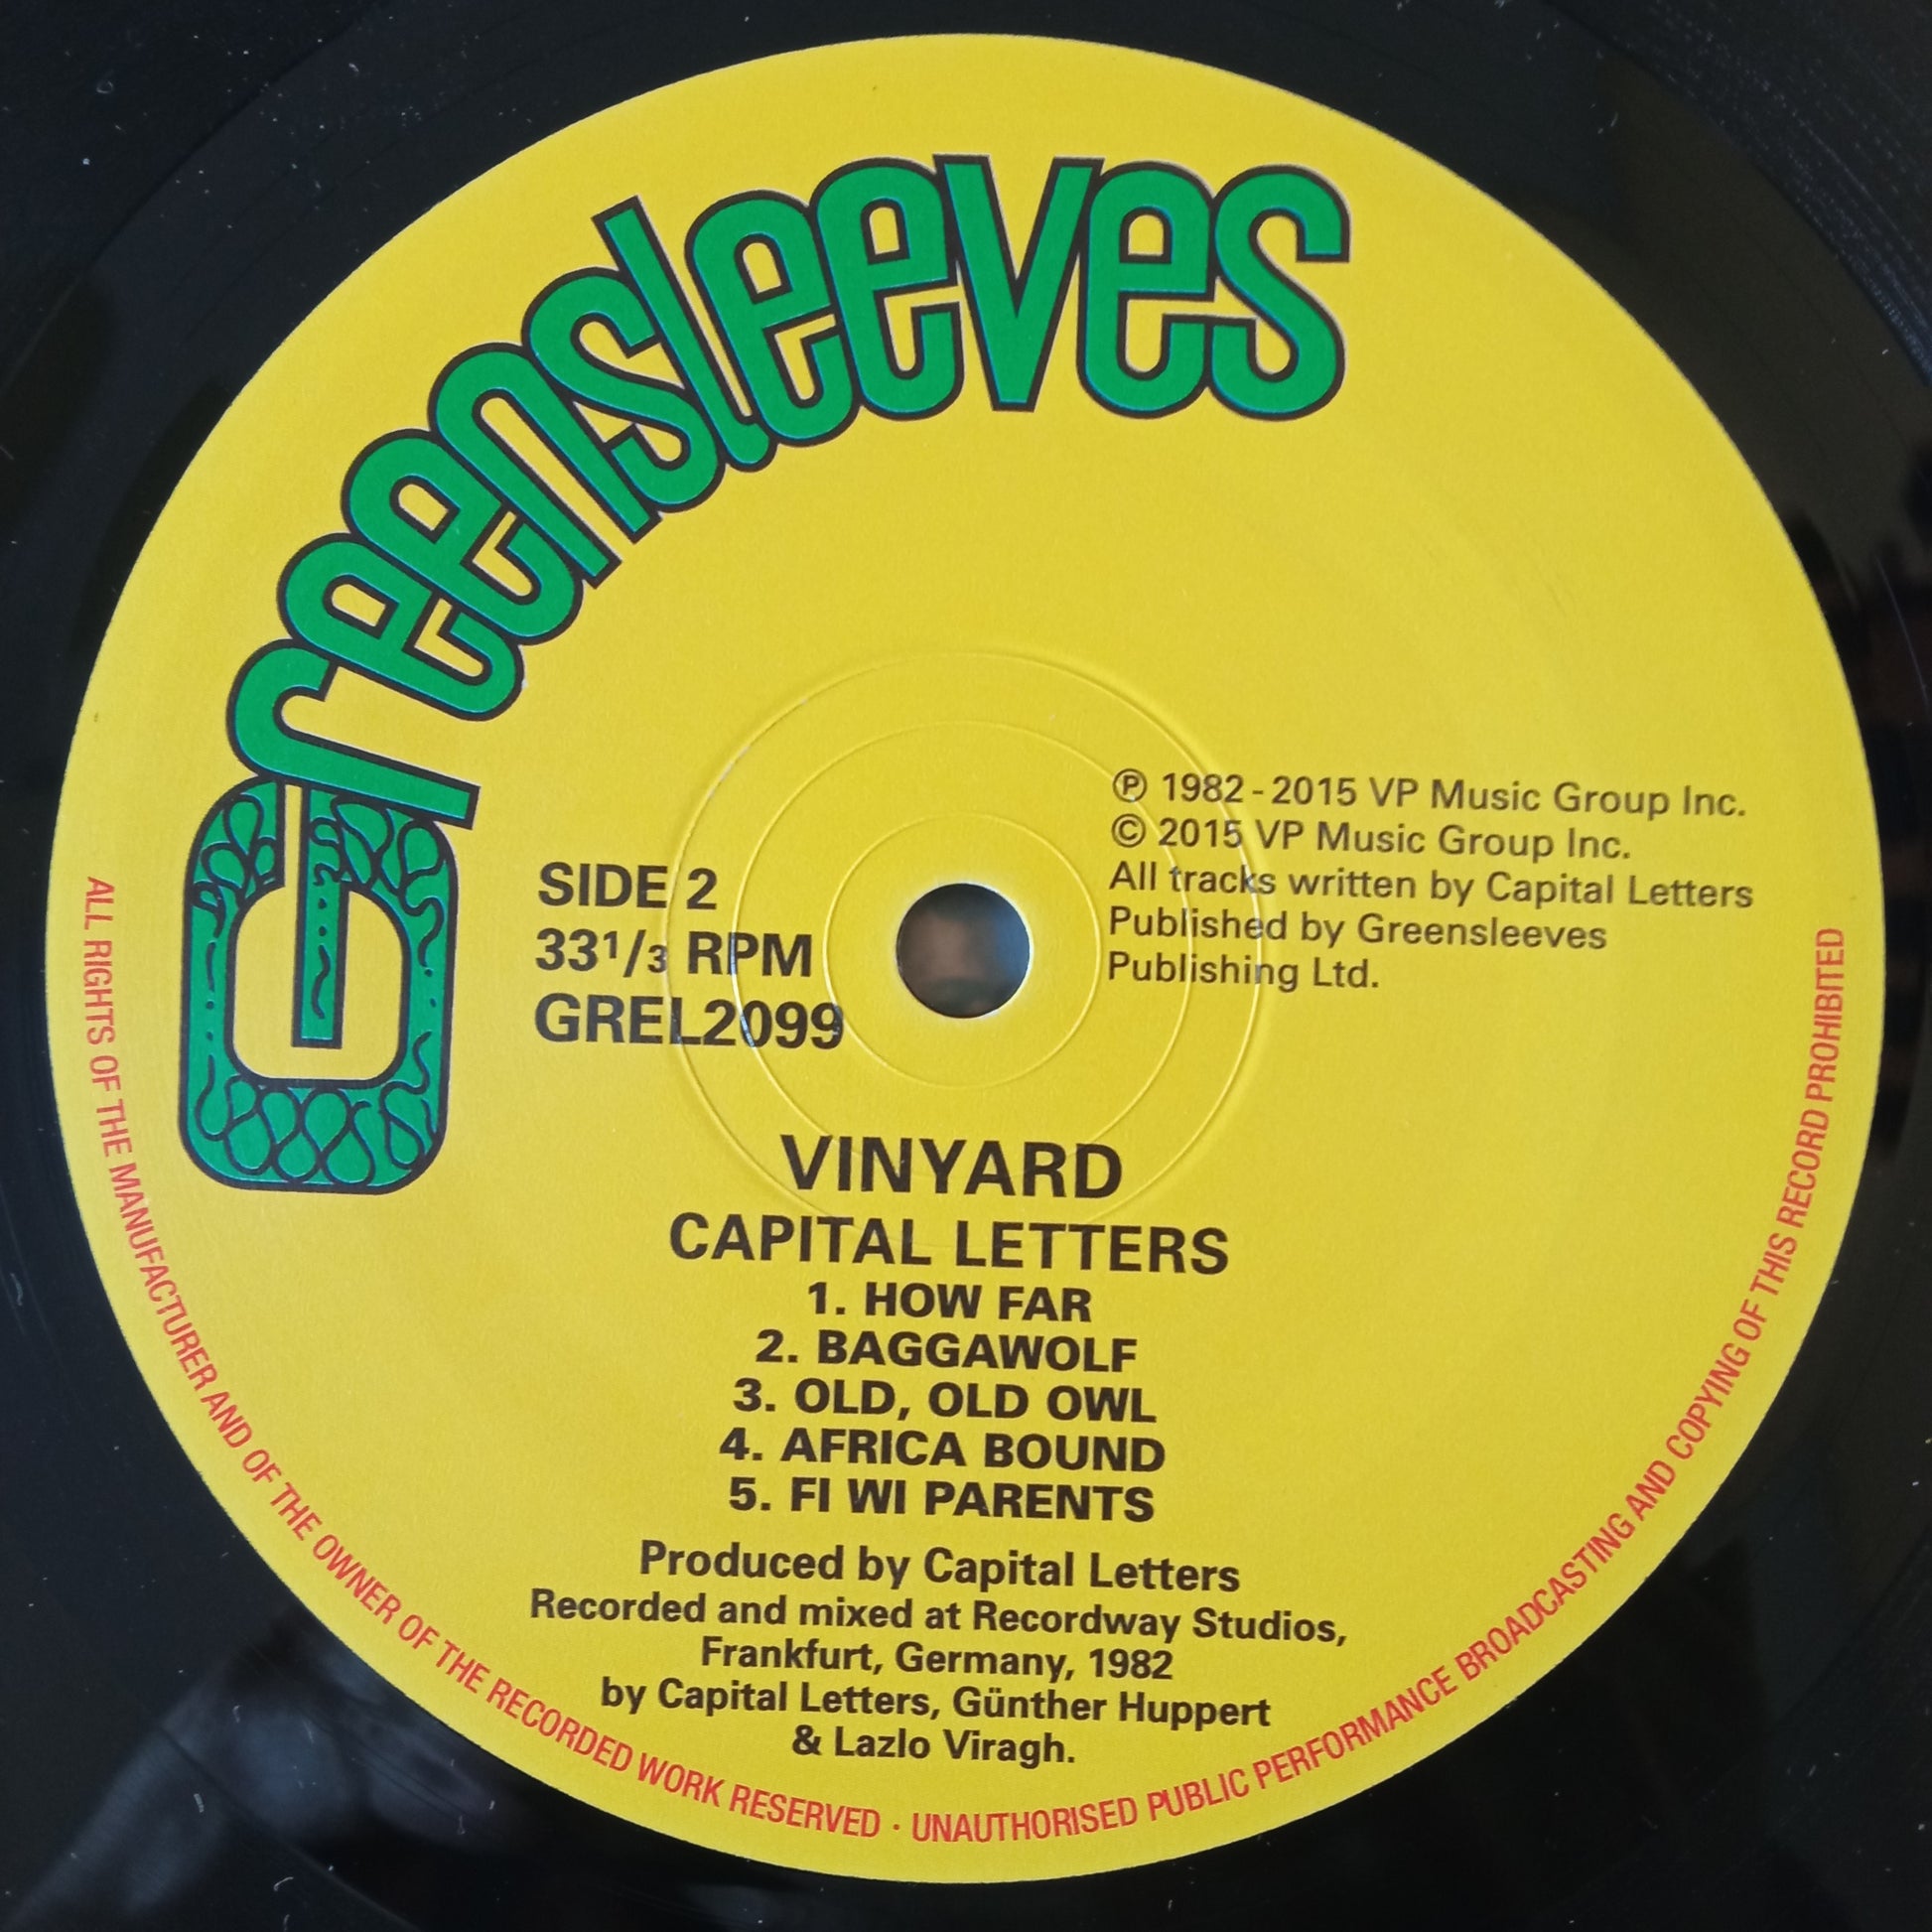 Greensleeves
SIDE 2
33 1/3 RPM
GREL2099
℗ 1982 - 2015 VP Music Group Inc.
© 2015 VP Music Group Inc.
All tracks written by Capital Letters
Published by Greensleeves
Publishing Ltd.
VINYARD
CAPITAL LETTERS
1. HOW FAR
2. BAGGAWOLF
3. OLD, OLD OWL
4. AFRICA BOUND
5. FI WI PARENTS
Produced by Capital Letters
Recorded and mixed at Recordway Studios,
Frankfurt, Germany, 1982
by Capital Letters, Günther Huppert
& Lazlo Viragh.
ALL RIGHTS OF THE MANUFACTURER AND OF THE OWNER OF THE RECORDED WORK RESERVED · UNAUTHORISED PUBLIC PERFORMANCE BROADCASTING AND COPYING OF THIS RECORD PROHIBITED